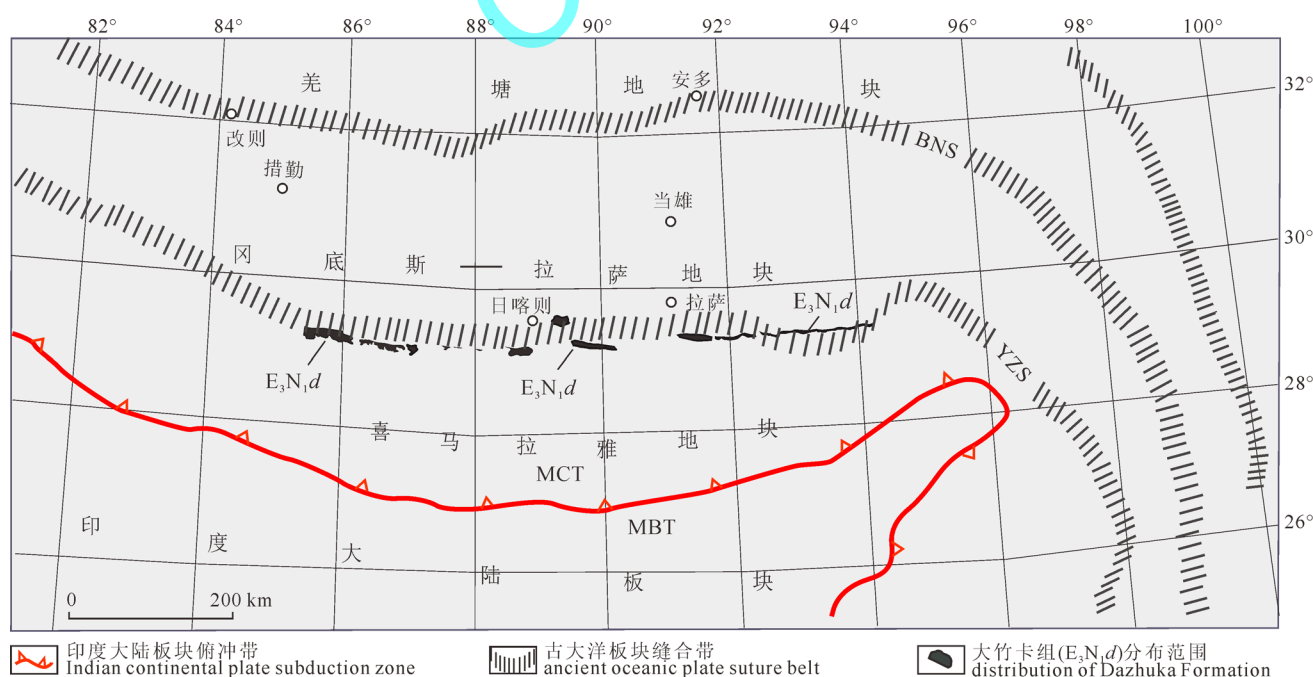 82° 84° 86° 88° 90° 92° 94° 96° 98° 100°
羌 塘 地 块
安多
32°
改则
BNS
措勤
当雄
30°
冈 底 斯 — 拉 萨 地 块
日喀则
拉萨
E₃N₁d
YZS
E₃N₁d
E₃N₁d
28°
喜 马 拉 雅 地 块
MCT
MBT
26°
印 度 大 陆 板 块
0 200 km
印度大陆板块俯冲带
Indian continental plate subduction zone
古大洋板块缝合带
ancient oceanic plate suture belt
大竹卡组(E₃N₁d)分布范围
distribution of Dazhuka Formation